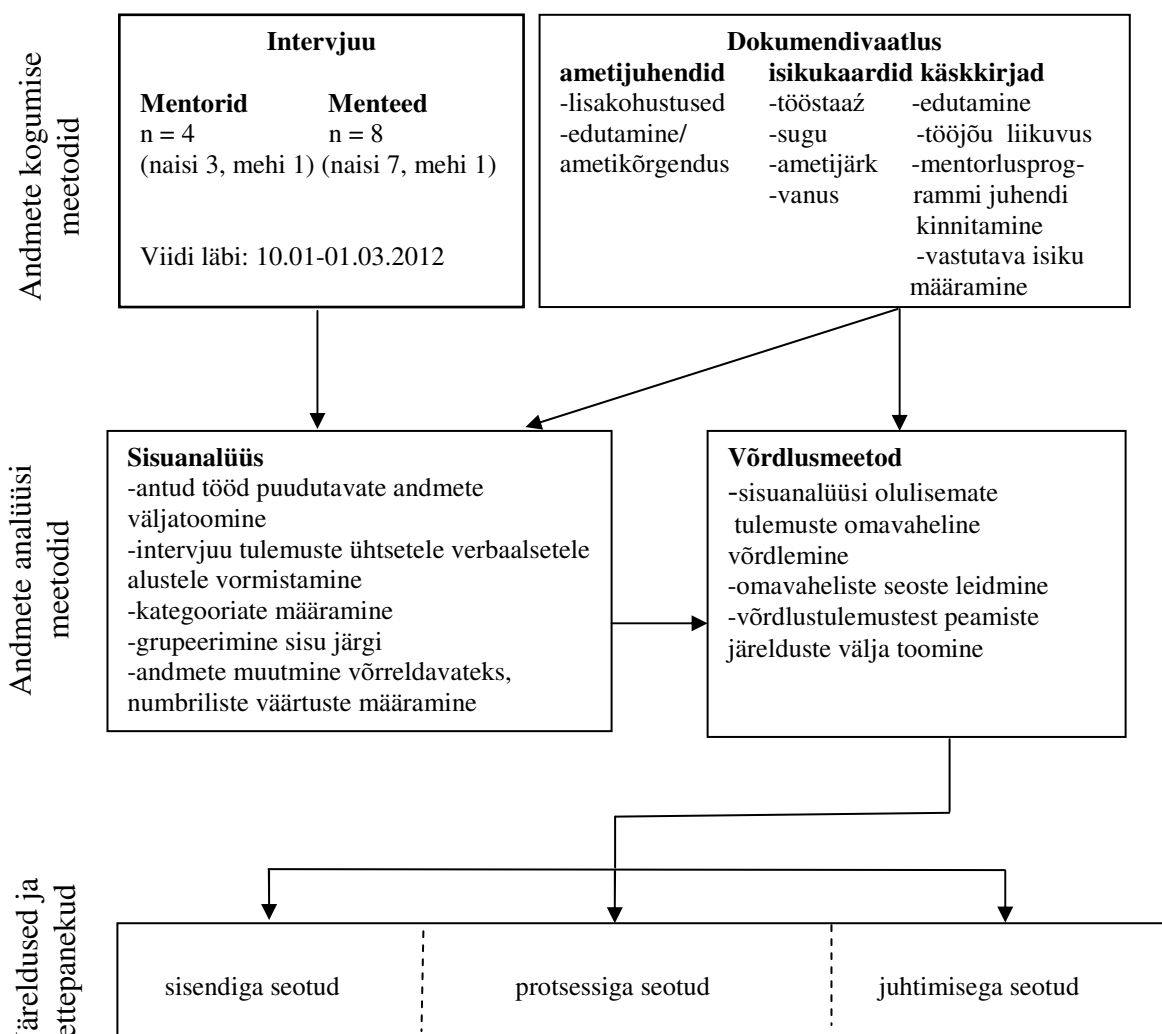 Andmete kogumise
meetodid
Intervjuu
Mentorid Menteed
n = 4 n = 8
(naisi 3, mehi 1) (naisi 7, mehi 1)
Viidi läbi: 10.01-01.03.2012
Dokumendivaatlus
ametijuhendid isikukaardid käskkirjad
-lisakohustused -tööstaaź -edutamine
-edutamine/ -sugu -tööjõu liikuvus
ametikõrgendus -ametijärk -mentorlusprog-
-vanus rammi juhendi
kinnitamine
-vastutava isiku
määramine
Andmete analüüsi
meetodid
Sisuanalüüs
-antud tööd puudutavate andmete
väljatoomine
-intervjuu tulemuste ühtsetele verbaalsetele
alustele vormistamine
-kategooriate määramine
-grupeerimine sisu järgi
-andmete muutmine võrreldavateks,
numbriliste väärtuste määramine
Võrdlusmeetod
-sisuanalüüsi olulisemate
tulemuste omavaheline
võrdlemine
-omavaheliste seoste leidmine
-võrdlustulemustest peamiste
järelduste välja toomine
Järeldused ja
ettepanekud
sisendiga seotud protsessiga seotud juhtimisega seotud